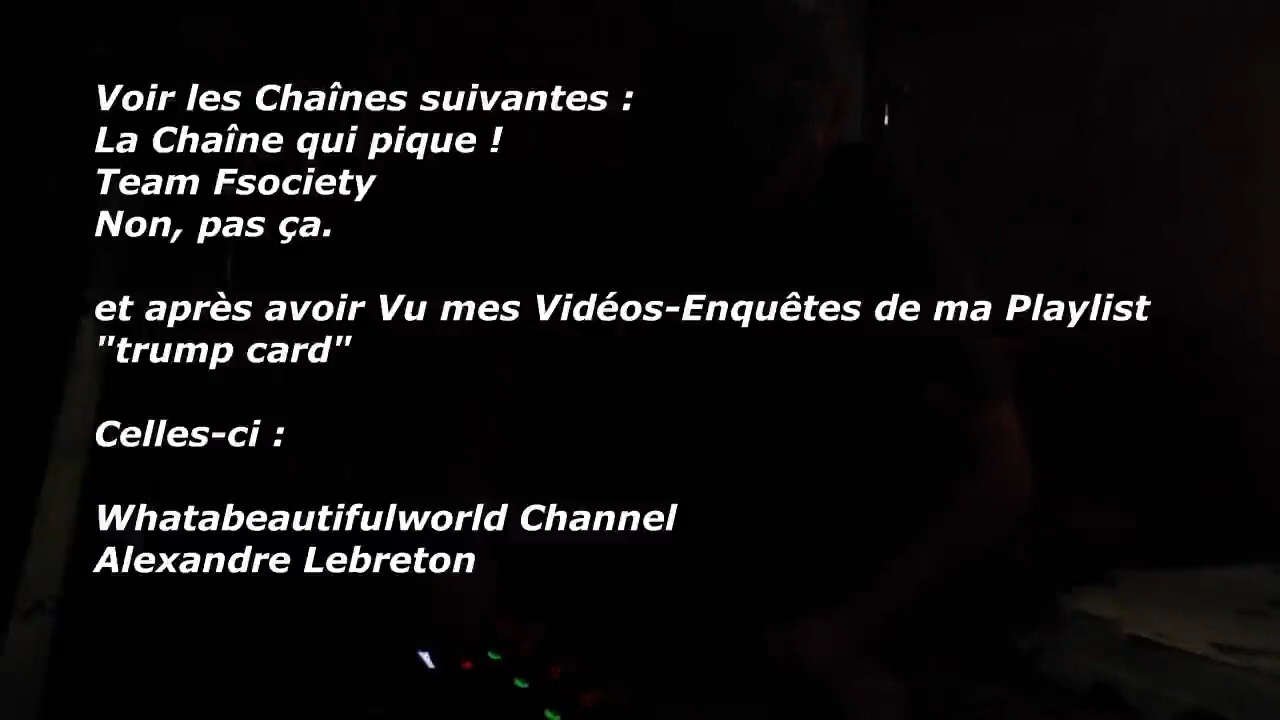 Voir les Chaînes suivantes :
La Chaîne qui pique !
Team Fsociety
Non, pas ça.
et après avoir Vu mes Vidéos-Enquêtes de ma Playlist
"trump card"
Celles-ci :
Whatabeautifulworld Channel
Alexandre Lebreton